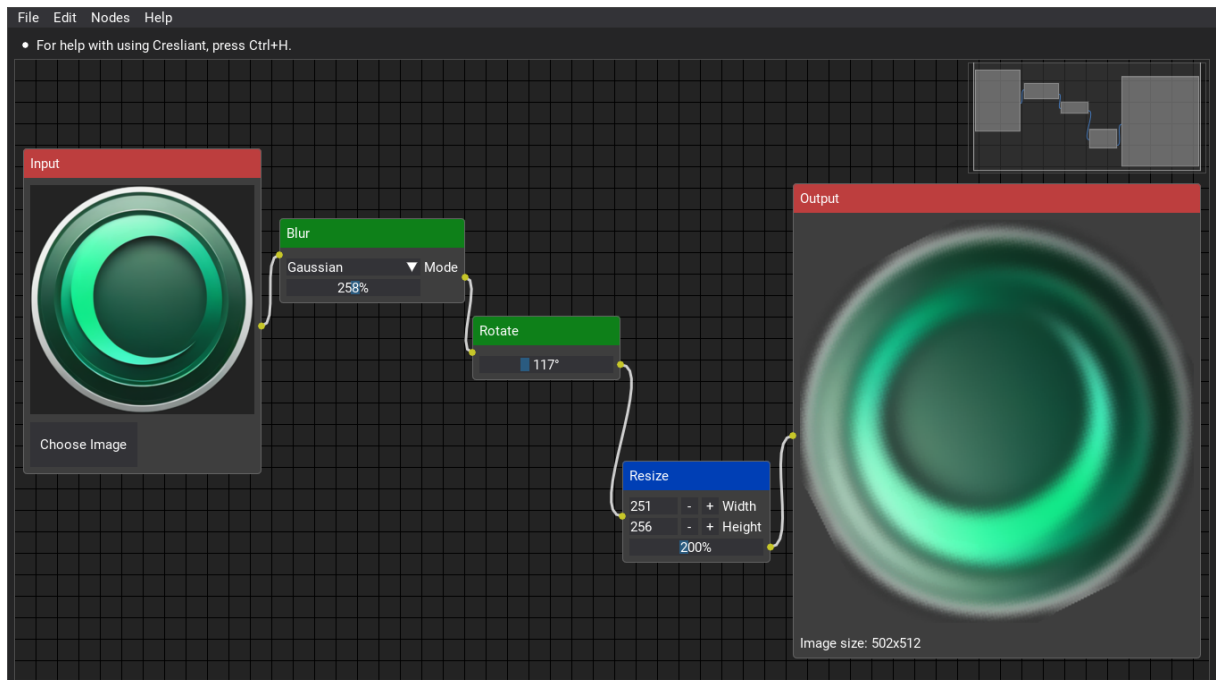 File Edit Nodes Help
• For help with using Cresliant, press Ctrl+H.
Input
Choose Image
Blur
Gaussian ▼ Mode
258%
Rotate
117°
Resize
251 - + Width
256 - + Height
200%
Output
Image size: 502x512